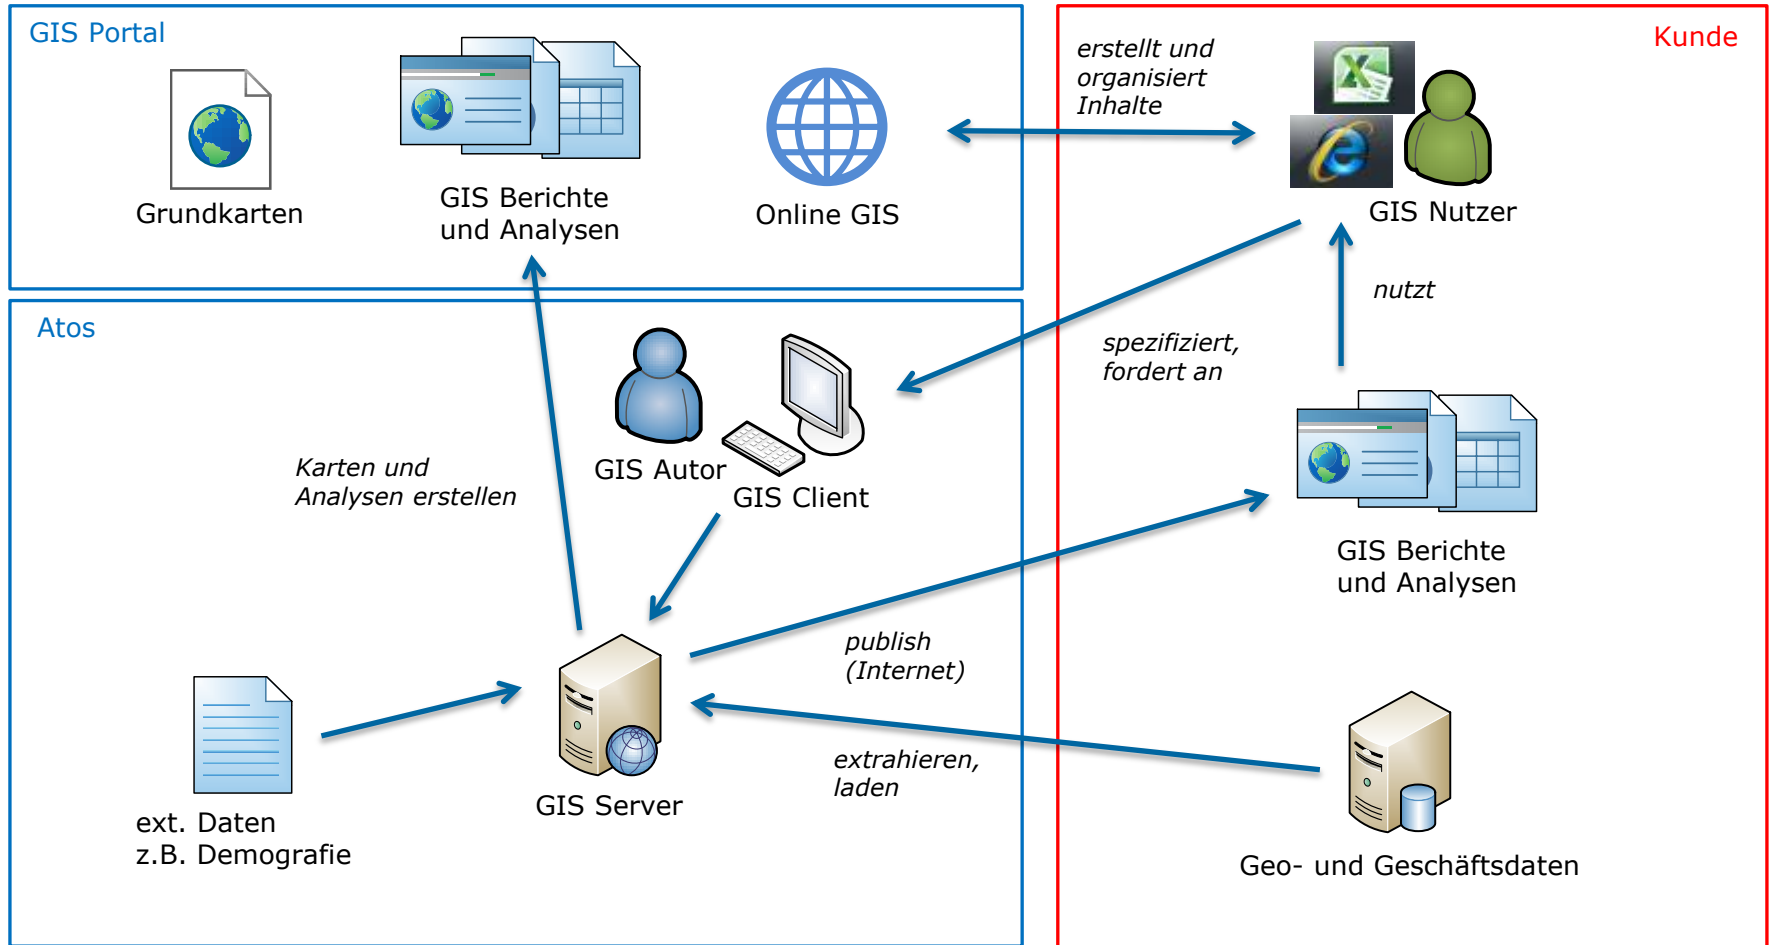 GIS Portal
Grundkarten
GIS Berichte
und Analysen
Online GIS
erstellt und
organisiert
Inhalte
Kunde
GIS Nutzer
nutzt
spezifiziert,
fordert an
GIS Berichte
und Analysen
Atos
GIS Autor
GIS Client
Karten und
Analysen erstellen
publish
(Internet)
extrahieren,
laden
GIS Server
ext. Daten
z.B. Demografie
Geo- und Geschäftsdaten